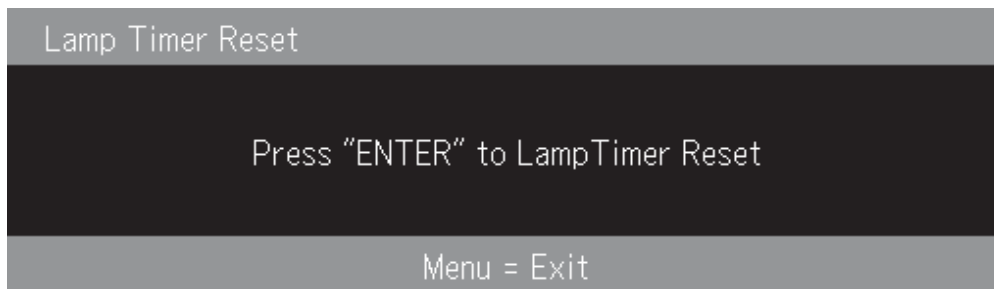 Lamp Timer Reset
Press "ENTER" to LampTimer Reset
Menu = Exit